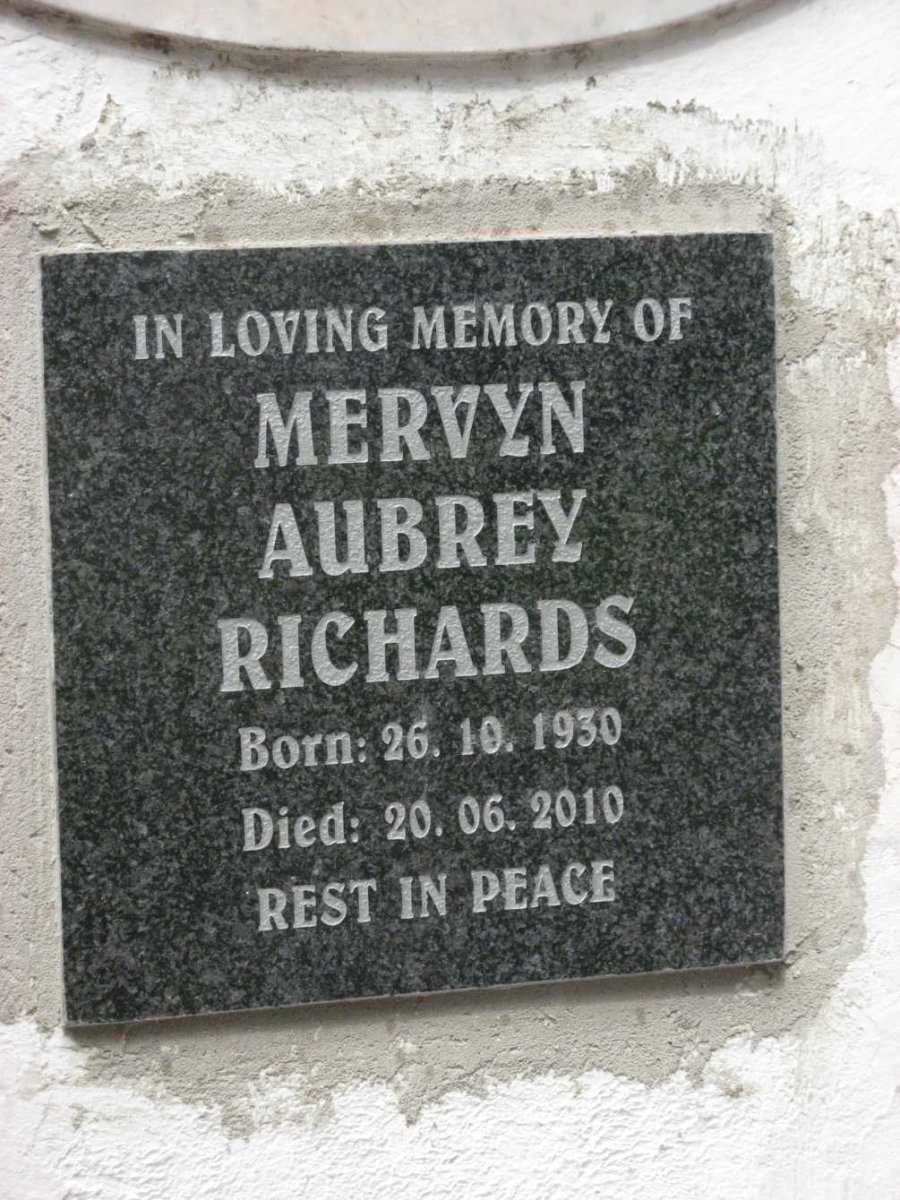 IN LOVING MEMORY OF
MERVYN
AUBREY
RICHARDS
Born: 26. 10. 1930
Died: 20. 06. 2010
REST IN PEACE